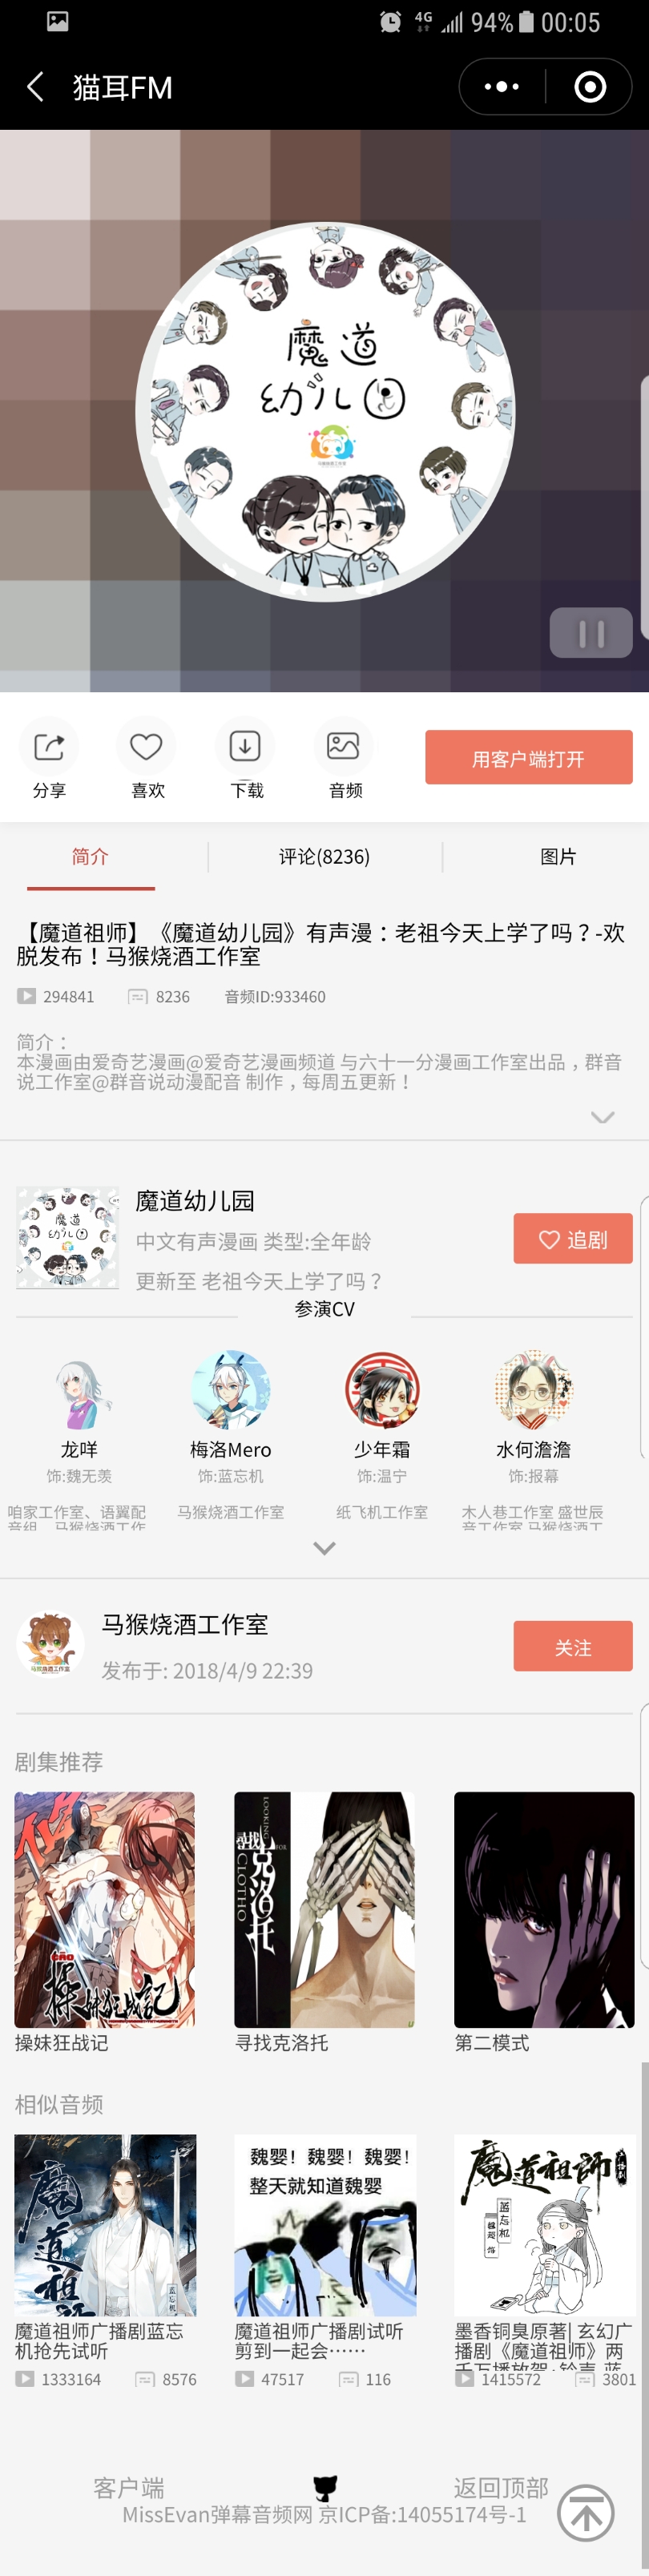 4G 94% 00:05
猫耳FM
魔道
幼儿园
分享
喜欢
下载
音频
用客户端打开
简介
评论(8236)
图片
【魔道祖师】《魔道幼儿园》有声漫：老祖今天上学了吗？-欢
脱发布！马猴烧酒工作室
294841 8236 音频ID:933460
简介：
本漫画由爱奇艺漫画@爱奇艺漫画频道 与六十一分漫画工作室出品，群音
说工作室@群音说动漫配音 制作，每周五更新！
魔道幼儿园
中文有声漫画 类型:全年龄
更新至 老祖今天上学了吗？
追剧
参演CV
龙咩
梅洛Mero
少年霜
水何澹澹
饰:魏无羡
饰:蓝忘机
饰:温宁
饰:报幕
咱家工作室、语翼配
音组、马猴烧酒工作
马猴烧酒工作室
纸飞机工作室
木人巷工作室 盛世辰
音工作室 马猴烧酒工
马猴烧酒工作室
发布于: 2018/4/9 22:39
关注
剧集推荐
LOOKING FOR
CLOTHO
寻找克洛托
操妹狂战记
操妹狂战记
寻找克洛托
第二模式
相似音频
魔道祖师
蓝忘机
魏婴！魏婴！魏婴！
整天就知道魏婴
魔道祖師
蓝忘机
魔道祖师广播剧蓝忘
机抢先试听
魔道祖师广播剧试听
剪到一起会……
墨香铜臭原著| 玄幻广
播剧《魔道祖师》两
1333164 8576
47517 116
1415572 3801
客户端
返回顶部
MissEvan弹幕音频网 京ICP备:14055174号-1